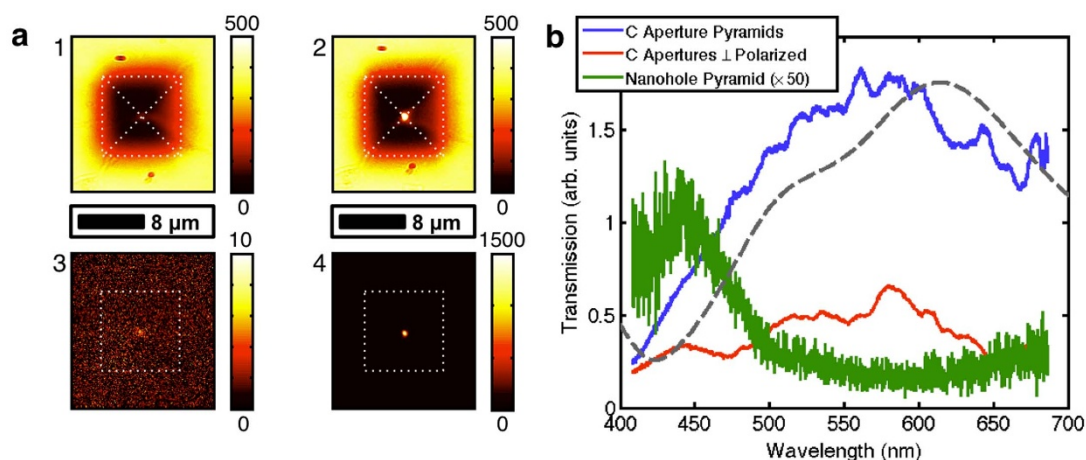 a
1
500
0
2
500
0
8 µm
8 µm
3
10
0
4
1500
0
b
C Aperture Pyramids
C Apertures ⊥ Polarized
Nanohole Pyramid (×50)
Transmission (arb. units)
1.5
1
0.5
0
400
450
500
550
600
650
700
Wavelength (nm)